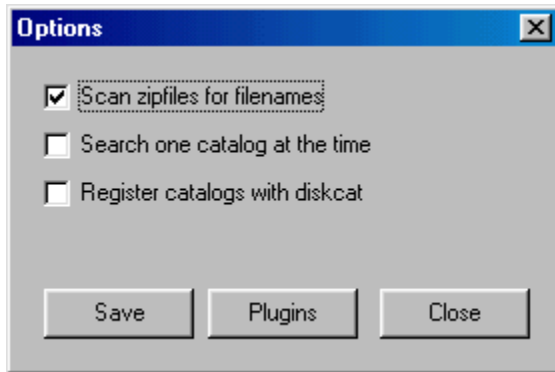 Options
Scan zipfiles for filenames
Search one catalog at the time
Register catalogs with diskcat
Save Plugins Close